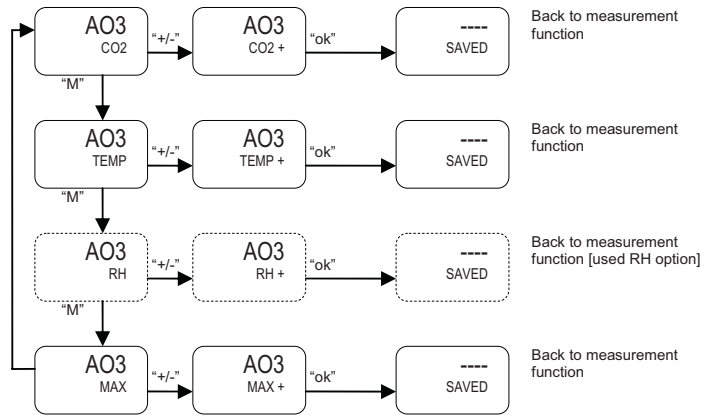 AO3
CO2
“+/-”
AO3
CO2 +
“ok”
----
SAVED
Back to measurement
function
“M”
AO3
TEMP
“+/-”
AO3
TEMP +
“ok”
----
SAVED
Back to measurement
function
“M”
AO3
RH
“+/-”
AO3
RH +
“ok”
----
SAVED
Back to measurement
function [used RH option]
“M”
AO3
MAX
“+/-”
AO3
MAX +
“ok”
----
SAVED
Back to measurement
function